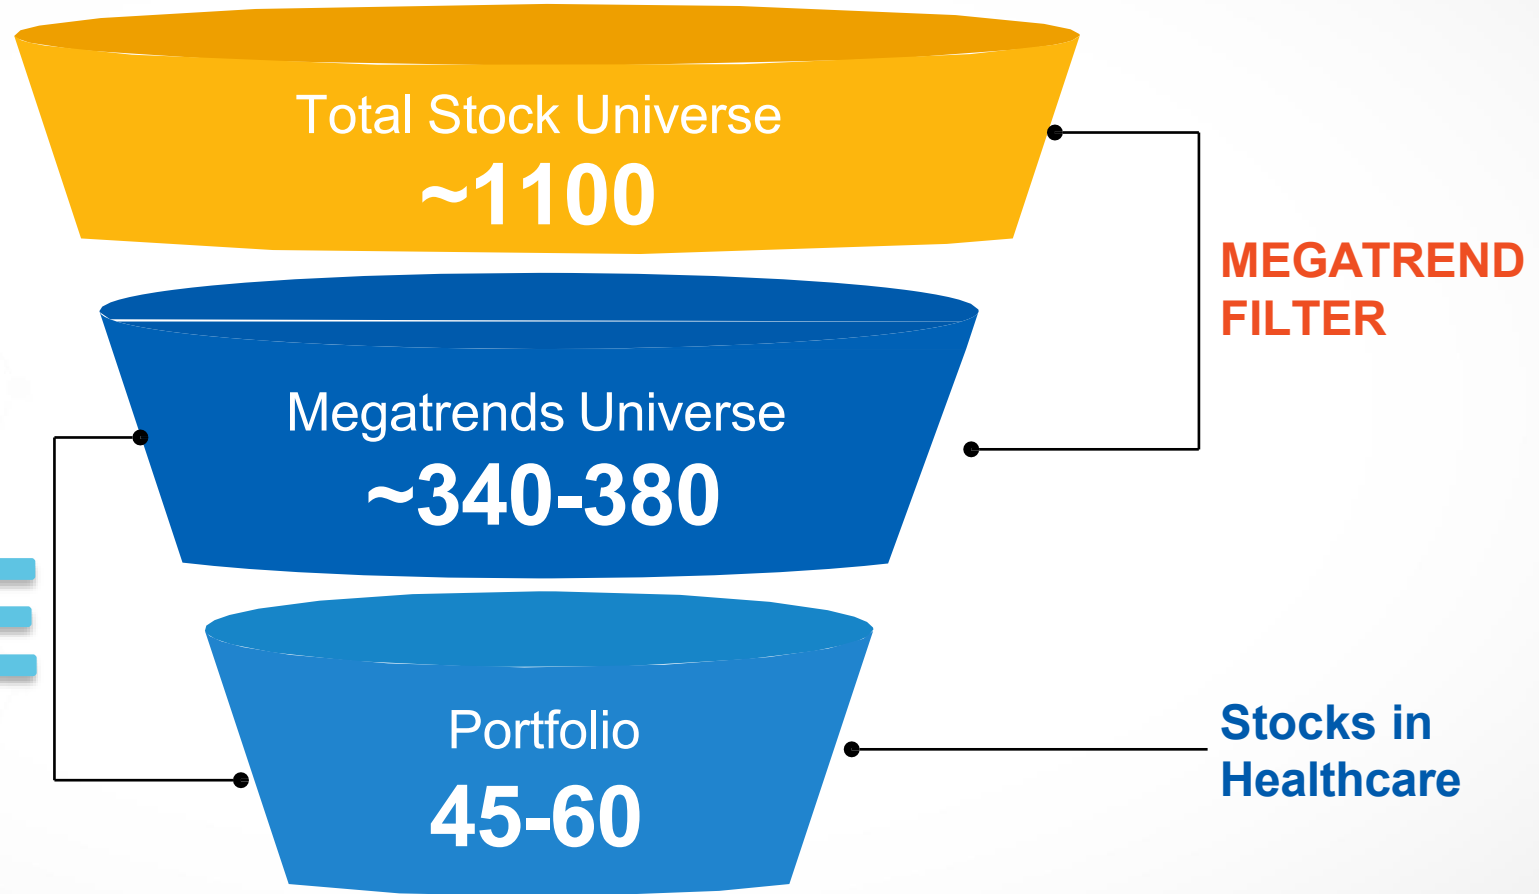 Total Stock Universe
~1100
MEGATREND
FILTER
Megatrends Universe
~340-380
Portfolio
45-60
Stocks in
Healthcare